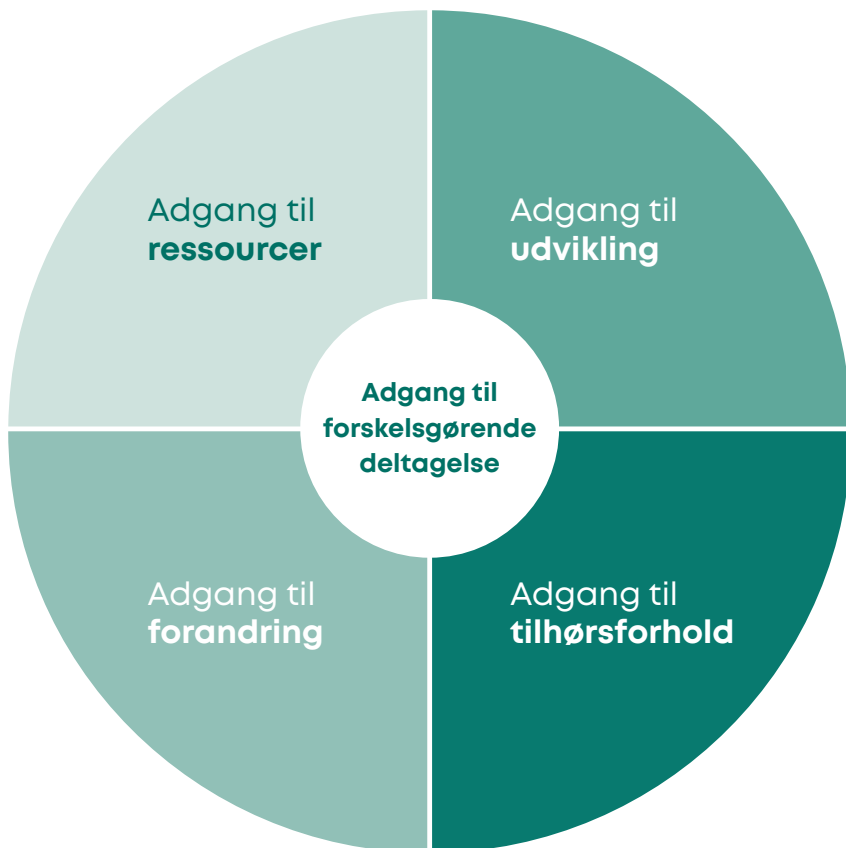 Adgang til
ressourcer
Adgang til
udvikling
Adgang til
forskelsgørende
deltagelse
Adgang til
forandring
Adgang til
tilhørsforhold